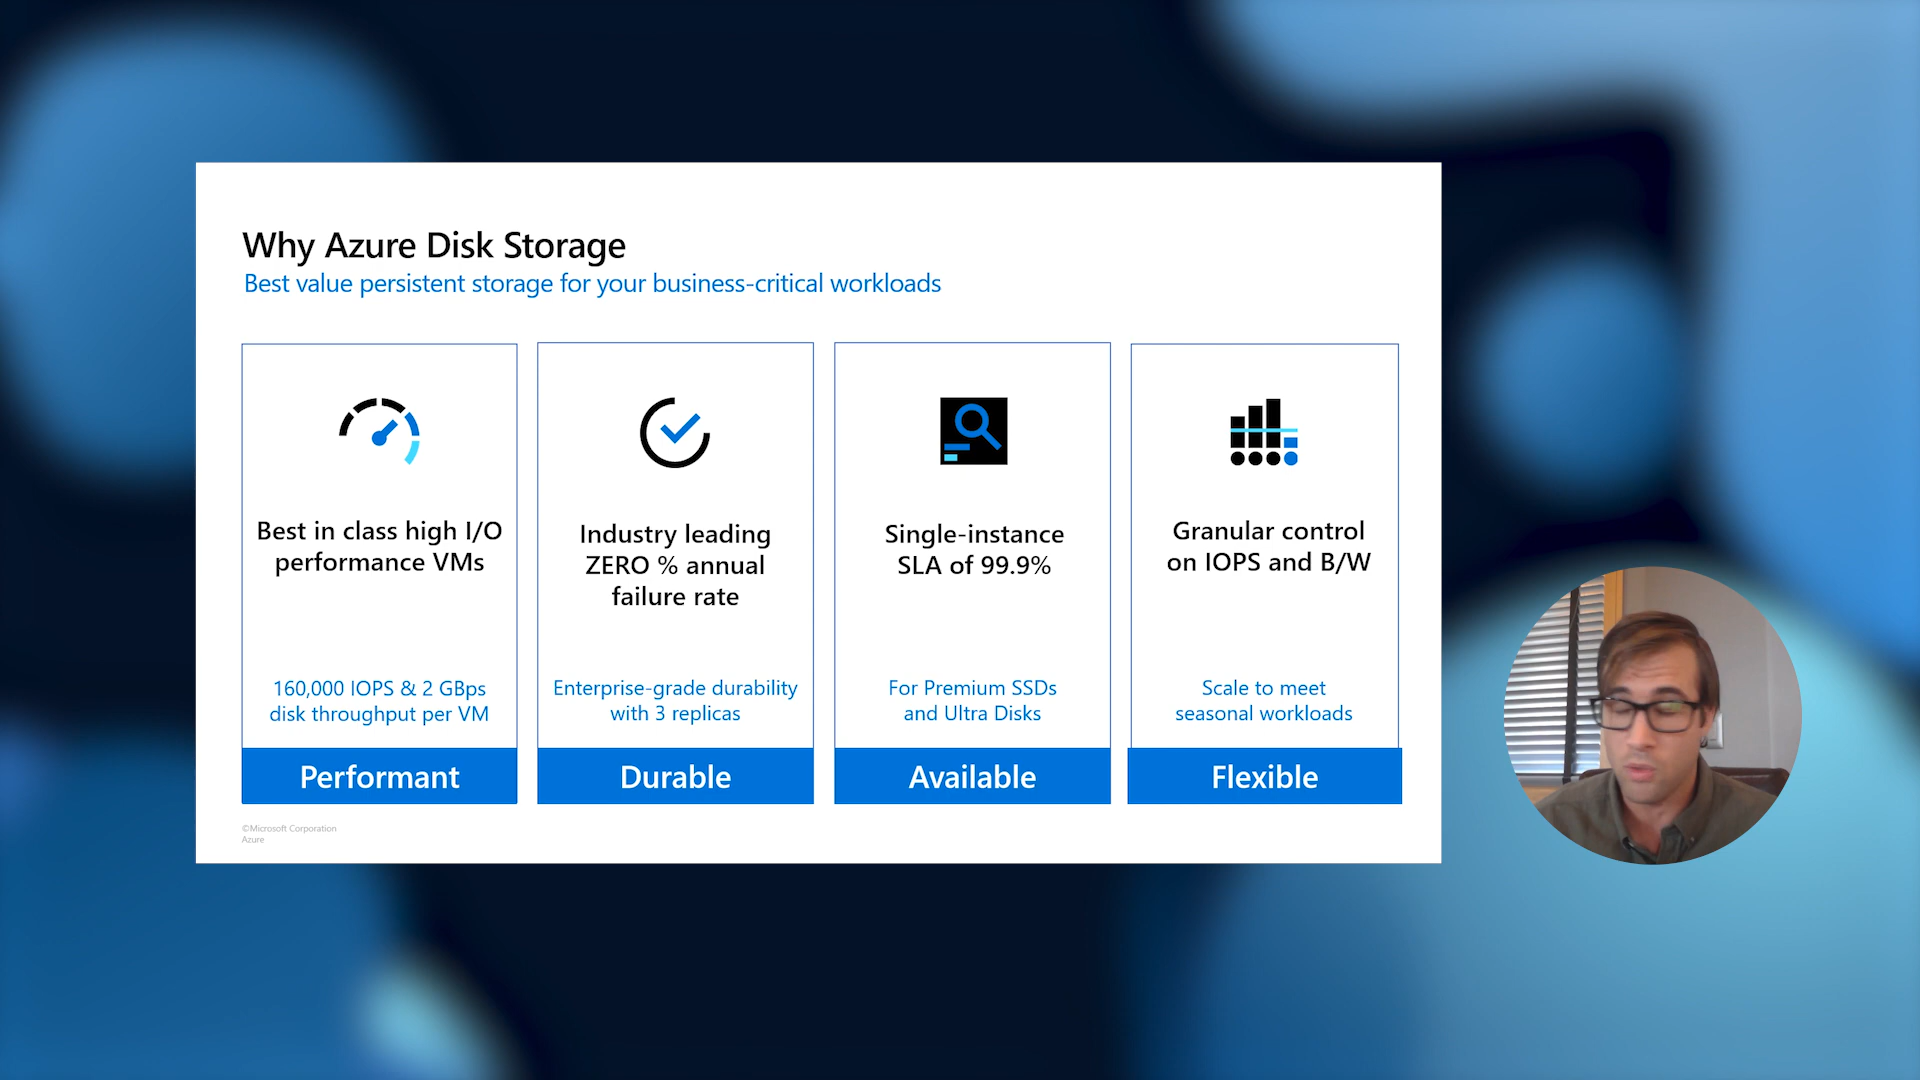 Why Azure Disk Storage
Best value persistent storage for your business-critical workloads
Best in class high I/O
performance VMs
160,000 IOPS & 2 GBps
disk throughput per VM
Performant
Industry leading
ZERO % annual
failure rate
Enterprise-grade durability
with 3 replicas
Durable
Single-instance
SLA of 99.9%
For Premium SSDs
and Ultra Disks
Available
Granular control
on IOPS and B/W
Scale to meet
seasonal workloads
Flexible
©Microsoft Corporation
Azure